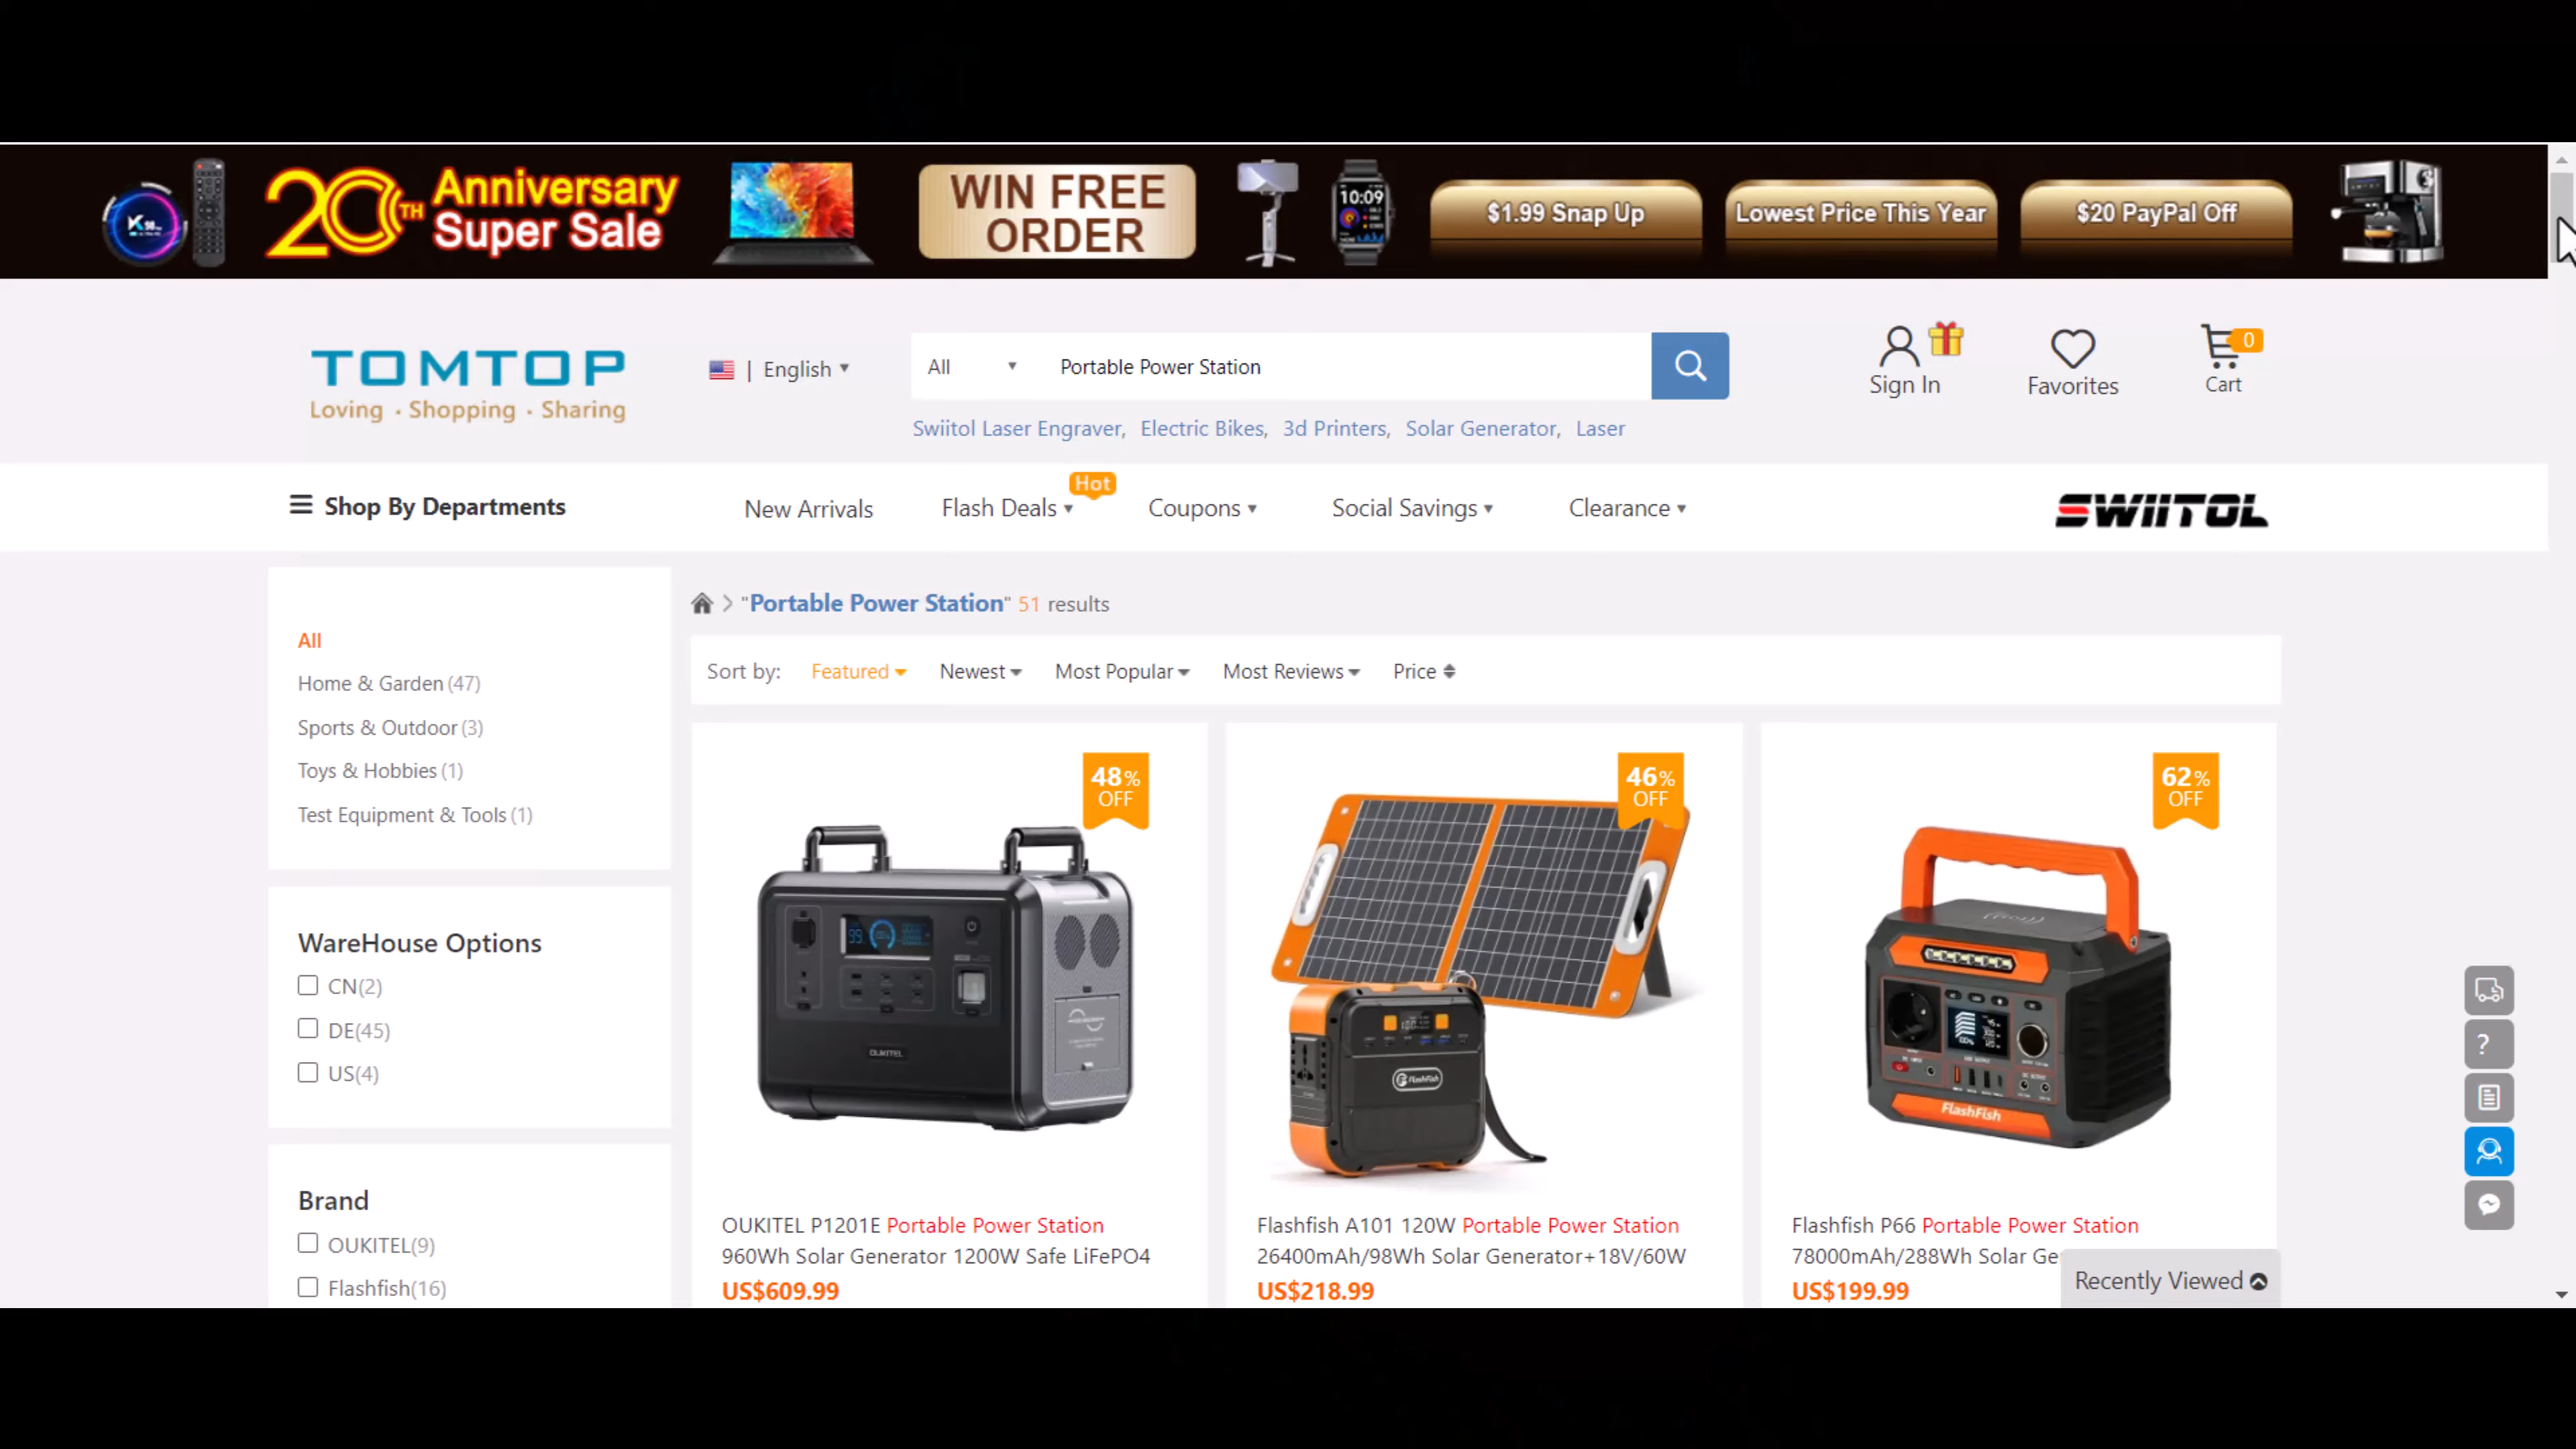 20TH Anniversary Super Sale
WIN FREE ORDER
10:09
$1.99 Snap Up
Lowest Price This Year
$20 PayPal Off
TOMTOP
Loving · Shopping · Sharing
| English
All
Portable Power Station
Sign In
Favorites
0
Cart
Swiitol Laser Engraver, Electric Bikes, 3d Printers, Solar Generator, Laser
Shop By Departments
New Arrivals
Flash Deals
Hot
Coupons
Social Savings
Clearance
SWIITOL
All
Home & Garden (47)
Sports & Outdoor (3)
Toys & Hobbies (1)
Test Equipment & Tools (1)
WareHouse Options
CN(2)
DE(45)
US(4)
Brand
OUKITEL(9)
Flashfish(16)
> "Portable Power Station" 51 results
Sort by: Featured Newest Most Popular Most Reviews Price
48% OFF
OUKITEL
OUKITEL P1201E Portable Power Station
960Wh Solar Generator 1200W Safe LiFePO4
US$609.99
46% OFF
FlashFish
Flashfish A101 120W Portable Power Station
26400mAh/98Wh Solar Generator+18V/60W
US$218.99
62% OFF
FlashFish
Flashfish P66 Portable Power Station
78000mAh/288Wh Solar Ge
US$199.99
?
Recently Viewed